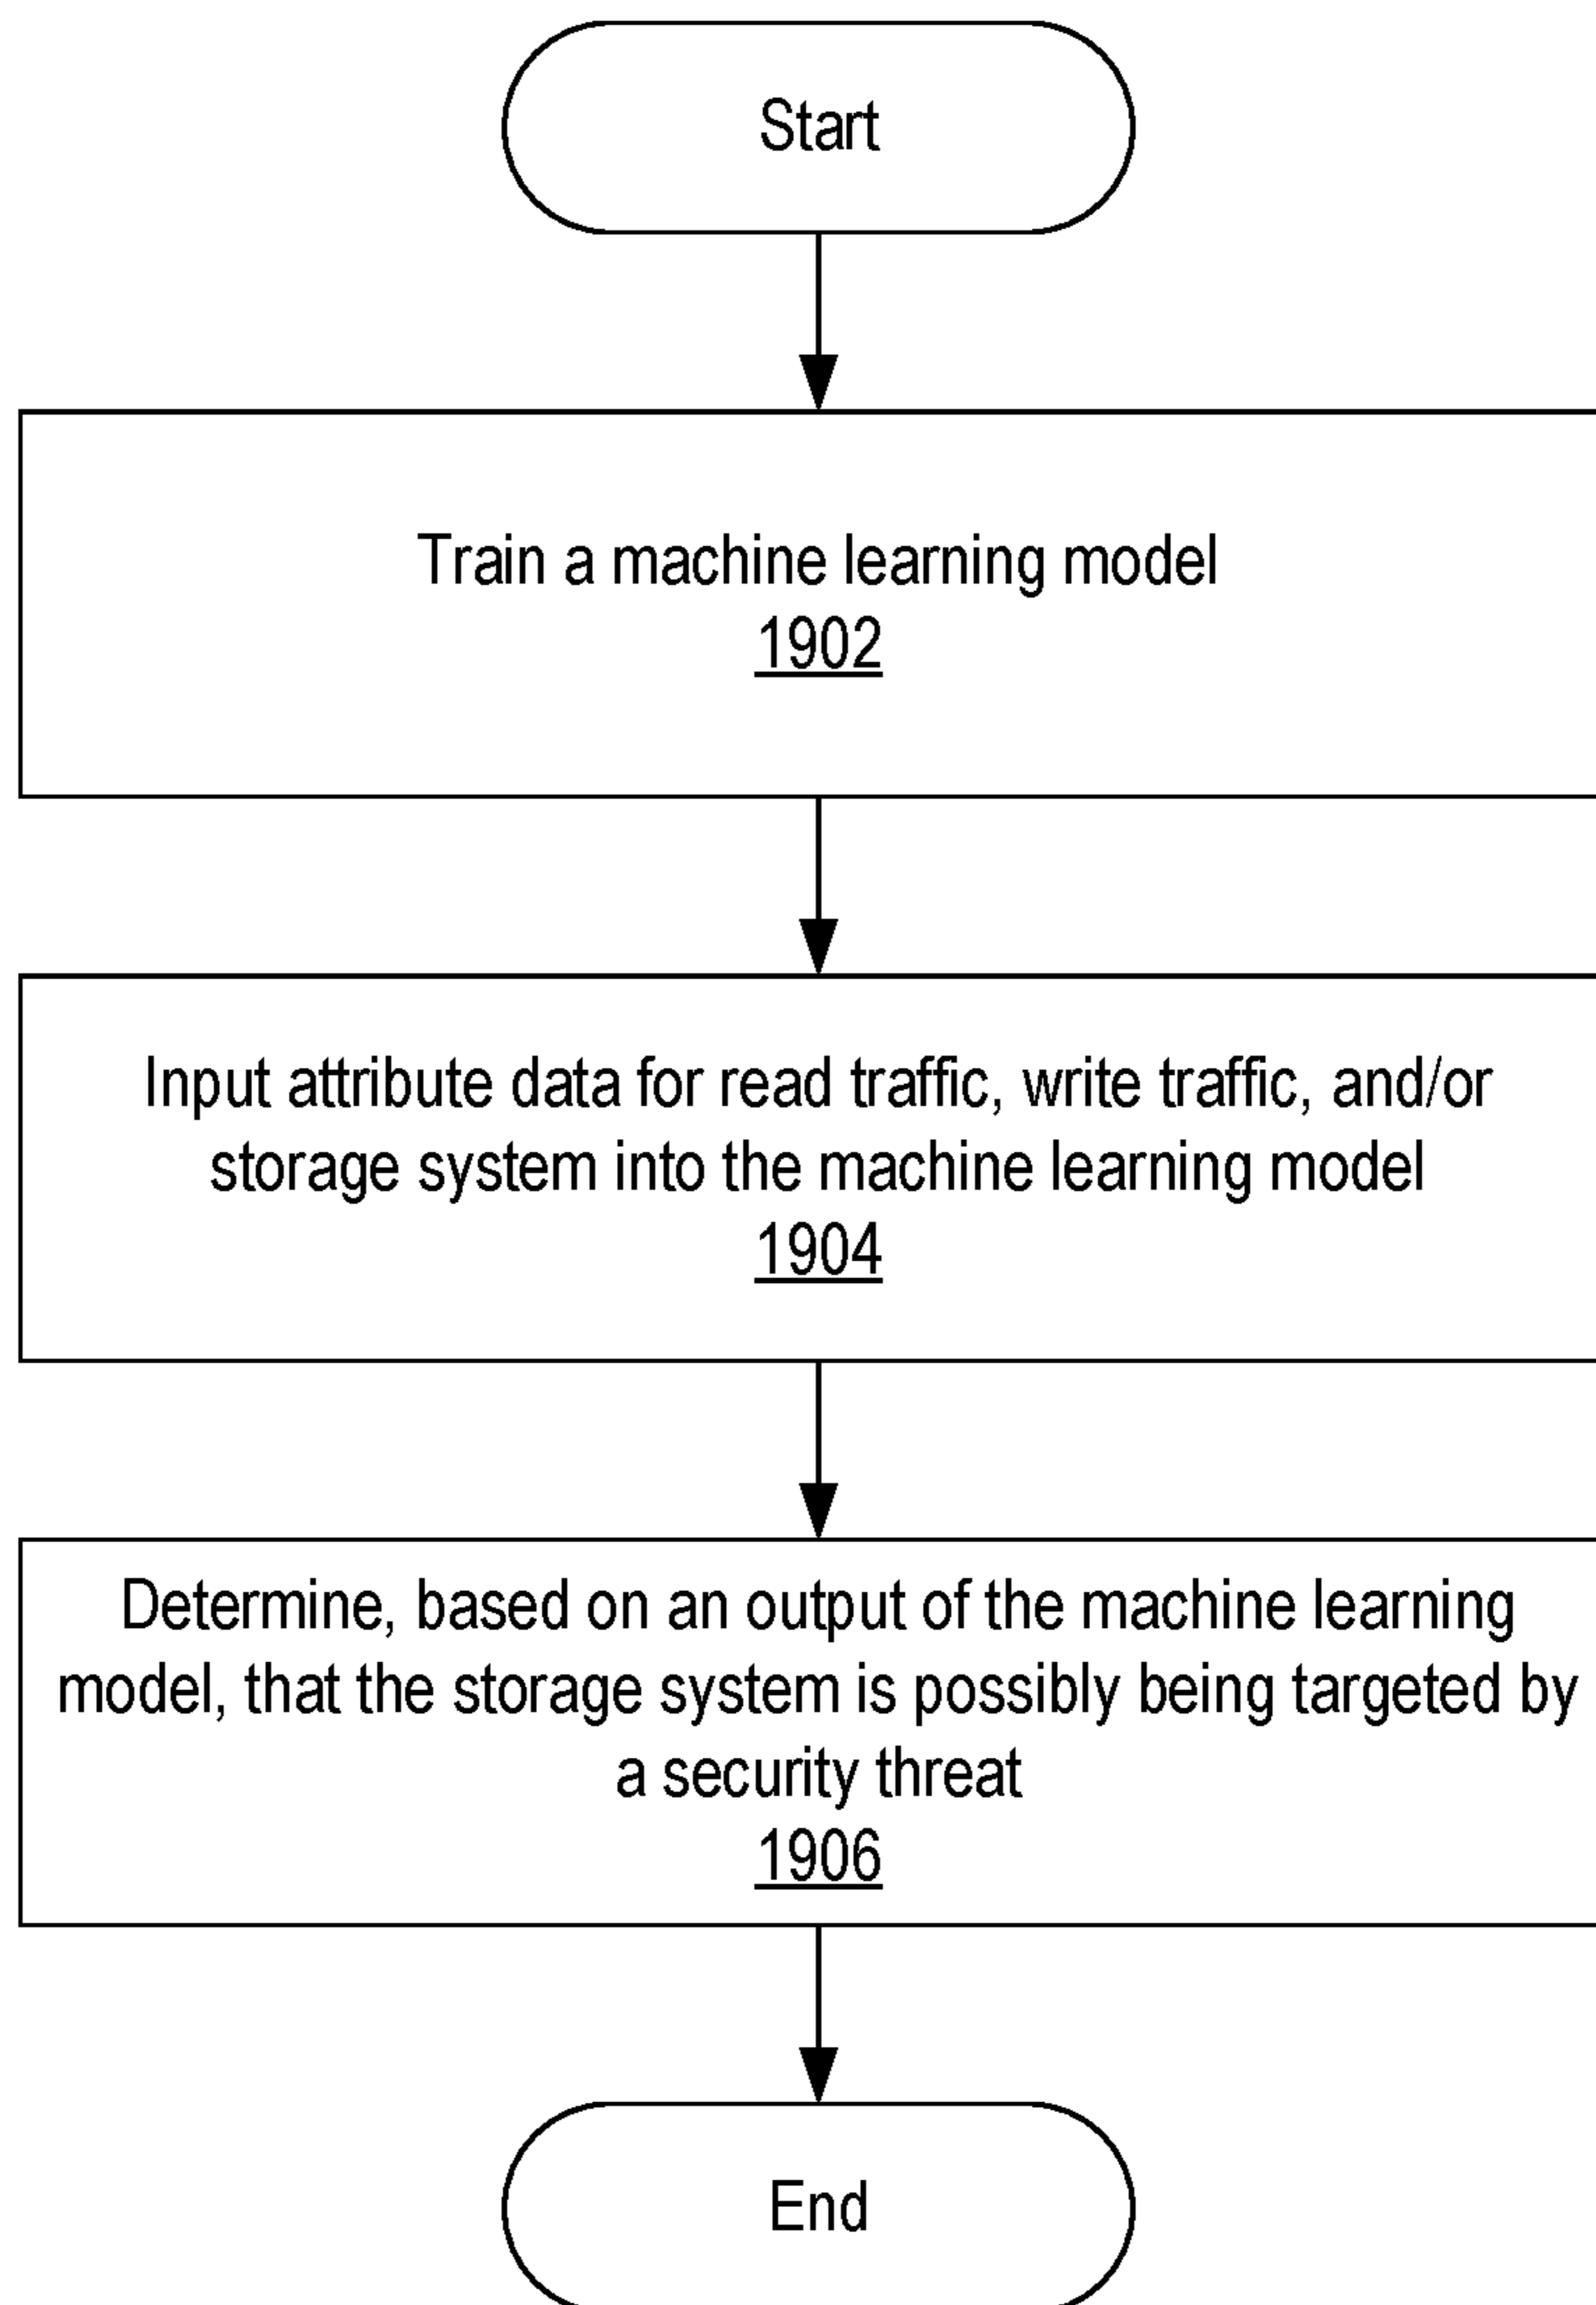 Start
Train a machine learning model
1902
Input attribute data for read traffic, write traffic, and/or
storage system into the machine learning model
1904
Determine, based on an output of the machine learning
model, that the storage system is possibly being targeted by
a security threat
1906
End